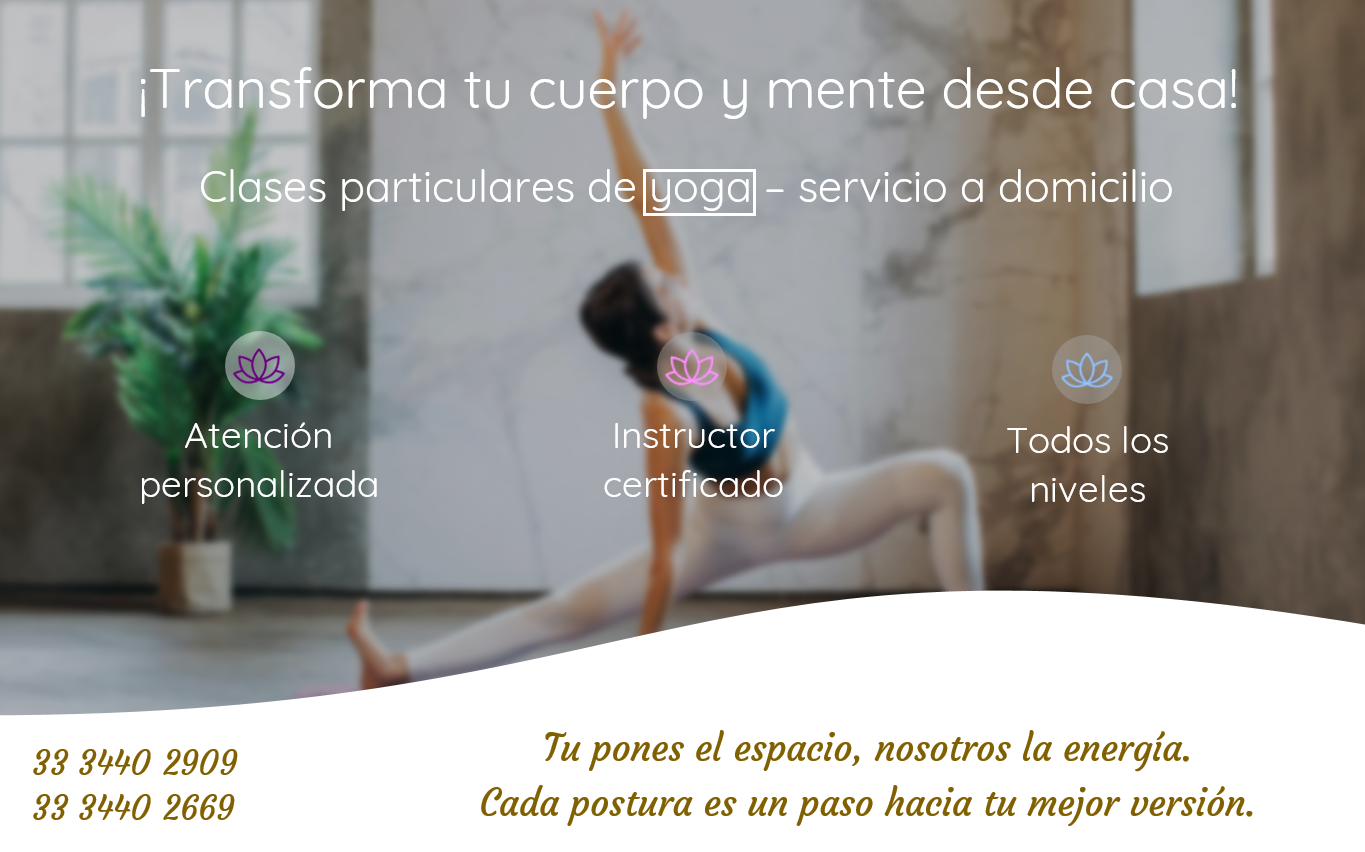 ¡Transforma tu cuerpo y mente desde casa!
Clases particulares de yoga – servicio a domicilio
Atención
personalizada
Instructor
certificado
Todos los
niveles
33 3440 2909
33 3440 2669
Tu pones el espacio, nosotros la energía.
Cada postura es un paso hacia tu mejor versión.